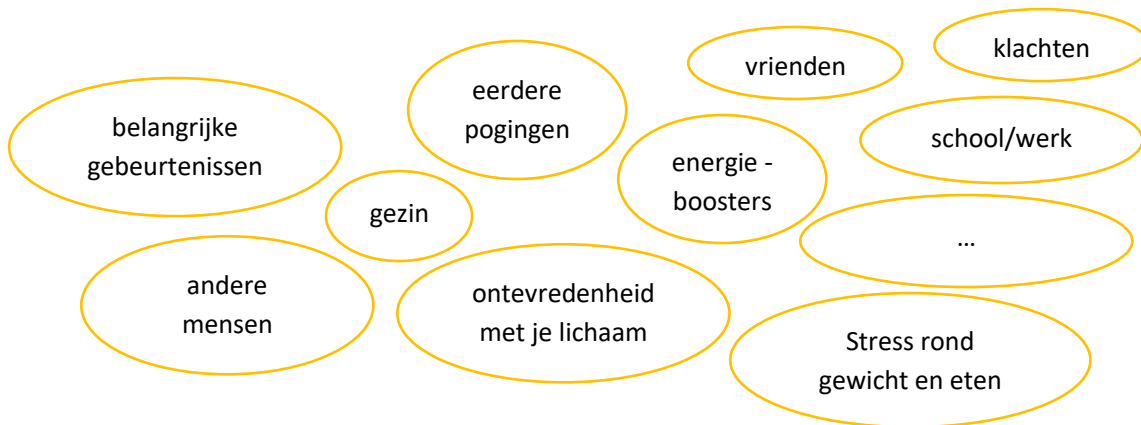 klachten
vrienden
eerdere
pogingen
belangrijke
gebeurtenissen
school/werk
energie -
boosters
gezin
...
andere
mensen
ontevredenheid
met je lichaam
Stress rond
gewicht en eten